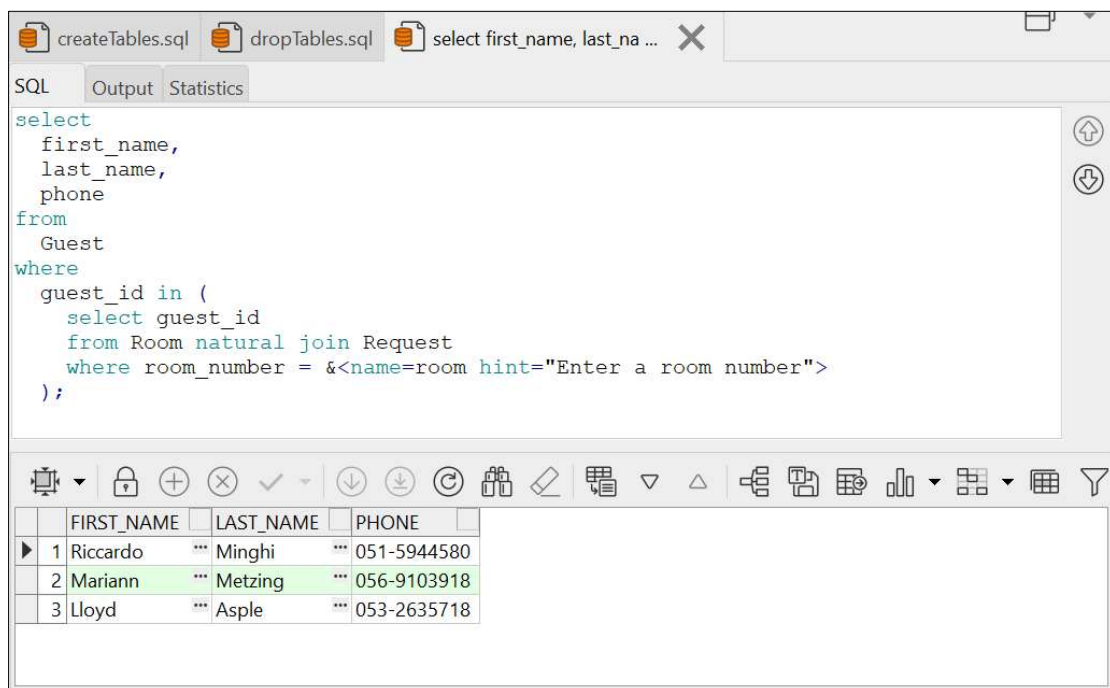 createTables.sql dropTables.sql select first_name, last_na ...
SQL Output Statistics
select
first_name,
last_name,
phone
from
Guest
where
guest_id in (
select guest_id
from Room natural join Request
where room_number = &<name=room hint="Enter a room number">
);
FIRST_NAME LAST_NAME PHONE
1 Riccardo ... Minghi ... 051-5944580
2 Mariann ... Metzing ... 056-9103918
3 Lloyd ... Asple ... 053-2635718